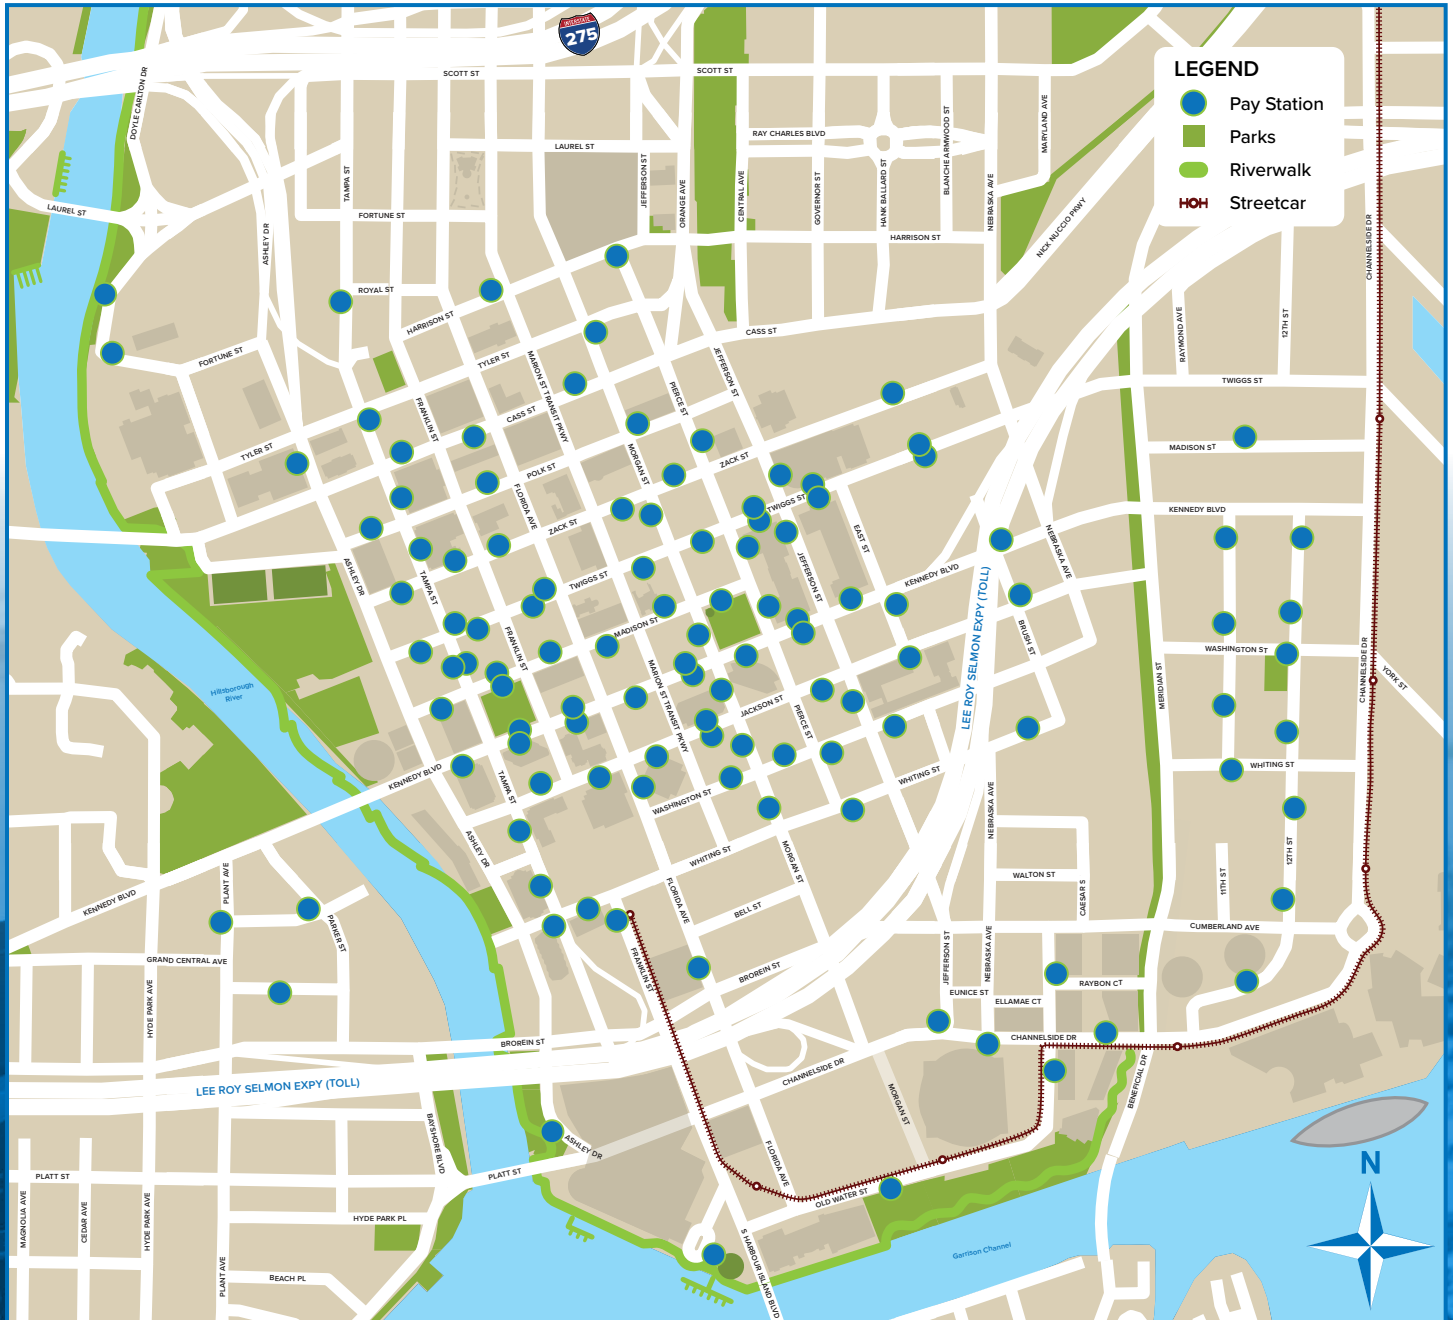 INTERSTATE
275
SCOTT ST
SCOTT ST
LEGEND
Pay Station
Parks
Riverwalk
Streetcar
DOYLE CARLTON DR
RAY CHARLES BLVD
LAUREL ST
MARYLAND AVE
BLANCHE ARMWOOD ST
TAMPA ST
JEFFERSON ST
ORANGE AVE
CENTRAL AVE
GOVERNOR ST
HANK BALLARD ST
NEBRASKA AVE
LAUREL ST
FORTUNE ST
ASHLEY DR
HARRISON ST
NICK NUCCIO PKWY
CHANNELSIDE DR
ROYAL ST
HARRISON ST
CASS ST
RAYMOND AVE
12TH ST
FORTUNE ST
TYLER ST
MARION ST TRANSIT PKWY
JEFFERSON ST
TWIGGS ST
PIERCE ST
FRANKLIN ST
CASS ST
TYLER ST
MADISON ST
MORGAN ST
ZACK ST
POLK ST
FLORIDA AVE
TWIGGS ST
KENNEDY BLVD
ZACK ST
EAST ST
NEBRASKA AVE
ASHLEY DR
TAMPA ST
TWIGGS ST
JEFFERSON ST
KENNEDY BLVD
LEE ROY SELMON EXPY (TOLL)
MADISON ST
FRANKLIN ST
BRUSH ST
WASHINGTON ST
MERIDIAN ST
CHANNELSIDE DR
YORK ST
Hillsborough
River
MARION ST TRANSIT PKWY
JACKSON ST
PIERCE ST
KENNEDY BLVD
TAMPA ST
WHITING ST
WHITING ST
WASHINGTON ST
NEBRASKA AVE
ASHLEY DR
WHITING ST
MORGAN ST
12TH ST
11TH ST
WALTON ST
CAESAR S
PLANT AVE
KENNEDY BLVD
FLORIDA AVE
BELL ST
PARKER ST
CUMBERLAND AVE
GRAND CENTRAL AVE
FRANKLIN ST
BROREIN ST
JEFFERSON ST
NEBRASKA AVE
RAYBON CT
EUNICE ST
ELLAMAE CT
HYDE PARK AVE
BROREIN ST
CHANNELSIDE DR
LEE ROY SELMON EXPY (TOLL)
CHANNELSIDE DR
BENEFICIAL DR
MORGAN ST
BAYSHORE BLVD
ASHLEY DR
PLATT ST
PLATT ST
FLORIDA AVE
OLD WATER ST
N
MAGNOLIA AVE
CEDAR AVE
HYDE PARK AVE
HYDE PARK PL
Garrison Channel
S HARBOUR ISLAND BLVD
PLANT AVE
BEACH PL